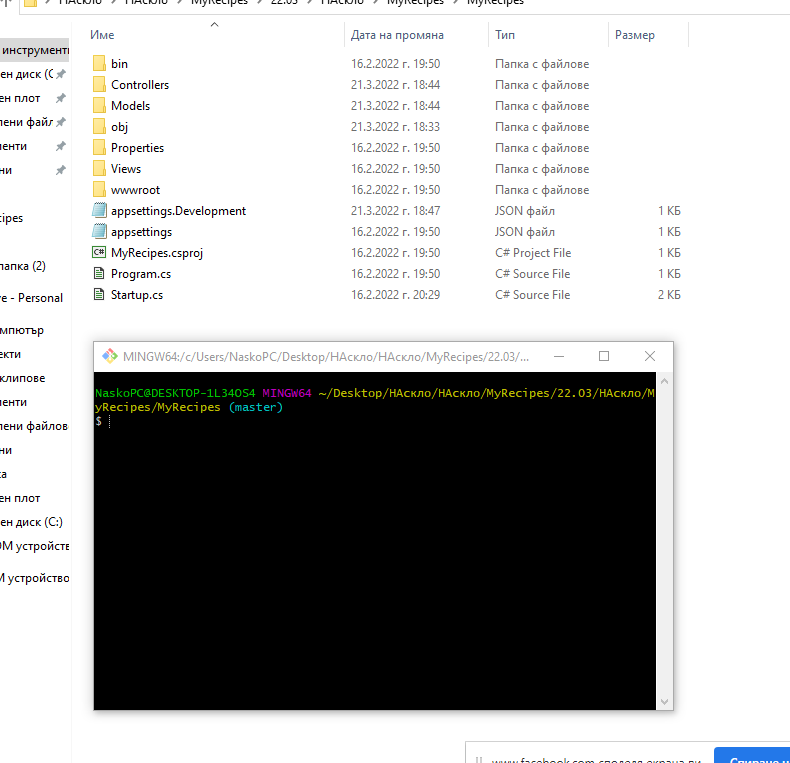 НАскло > НАскло > MyRecipes > 22.03 > НАскло > MyRecipes > MyRecipes
Име Дата на промяна Тип Размер
инструменти
bin 16.2.2022 г. 19:50 Папка с файлове
ен диск (C
Controllers 21.3.2022 г. 18:44 Папка с файлове
ен плот
Models 21.3.2022 г. 18:44 Папка с файлове
лени файл
obj 21.3.2022 г. 18:33 Папка с файлове
менти
Properties 16.2.2022 г. 19:50 Папка с файлове
ни
Views 16.2.2022 г. 19:50 Папка с файлове
wwwroot 16.2.2022 г. 19:50 Папка с файлове
cipes
appsettings.Development 21.3.2022 г. 18:47 JSON файл 1 КБ
appsettings 16.2.2022 г. 19:50 JSON файл 1 КБ
MyRecipes.csproj 16.2.2022 г. 19:50 C# Project File 1 КБ
папка (2)
Program.cs 16.2.2022 г. 19:50 C# Source File 1 КБ
ve - Personal
Startup.cs 16.2.2022 г. 20:29 C# Source File 2 КБ
мпютър
екти
клипове
менти
лени файлов
ни
ка
ен плот
ен диск (C:)
OM устройств
M устройство
MINGW64:/c/Users/NaskoPC/Desktop/НАскло/НАскло/MyRecipes/22.03/...
NaskoPC@DESKTOP-1L34OS4 MINGW64 ~/Desktop/НАскло/НАскло/MyRecipes/22.03/НАскло/M
yRecipes/MyRecipes (master)
$
www.facebook.com споделя екрана ви.
Спиране н